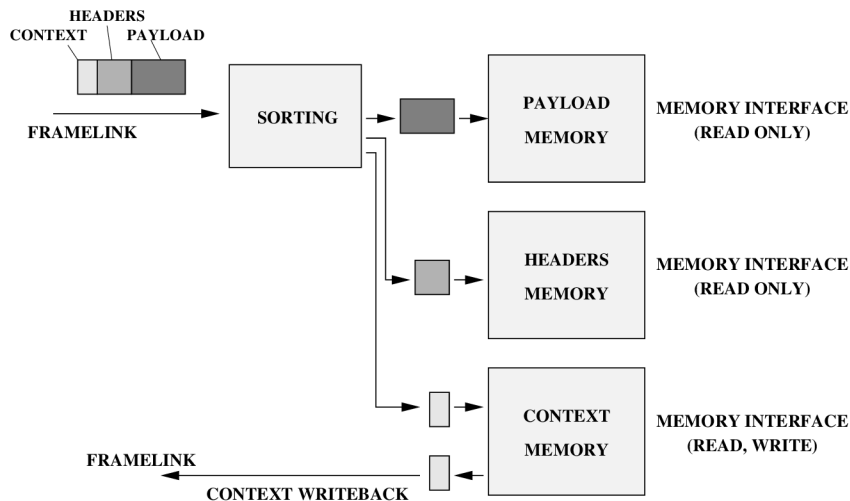 HEADERS
CONTEXT
PAYLOAD
FRAMELINK
SORTING
PAYLOAD
MEMORY
MEMORY INTERFACE
(READ ONLY)
HEADERS
MEMORY
MEMORY INTERFACE
(READ ONLY)
CONTEXT
MEMORY
MEMORY INTERFACE
(READ, WRITE)
FRAMELINK
CONTEXT WRITEBACK